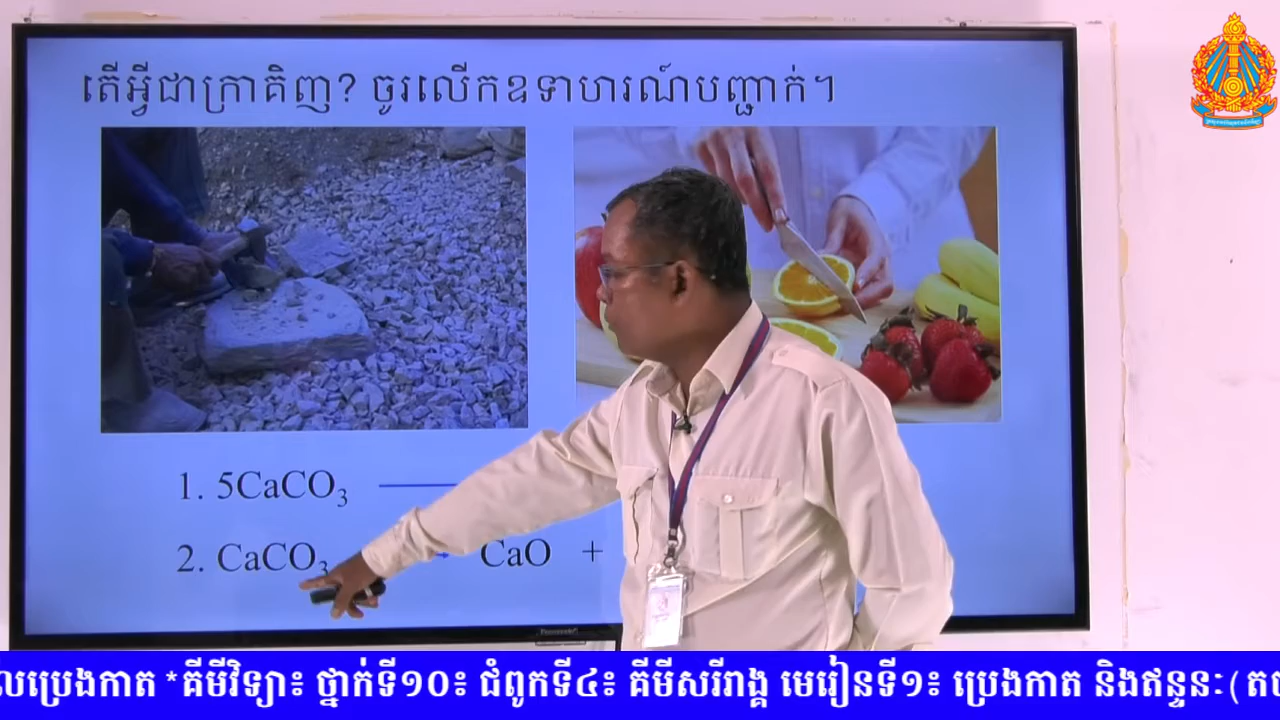 តើអ្វីជាក្រាគិញ? ចូរលើកឧទាហរណ៍បញ្ជាក់។
1. 5CaCO₃
2. CaCO₃ CaO +
លប្រេងកាត *គីមីវិទ្យា៖ ថ្នាក់ទី១០៖ ជំពូកទី៤៖ គីមីសរីរាង្គ មេរៀនទី១៖ ប្រេងកាត និងឥន្ធនៈ(